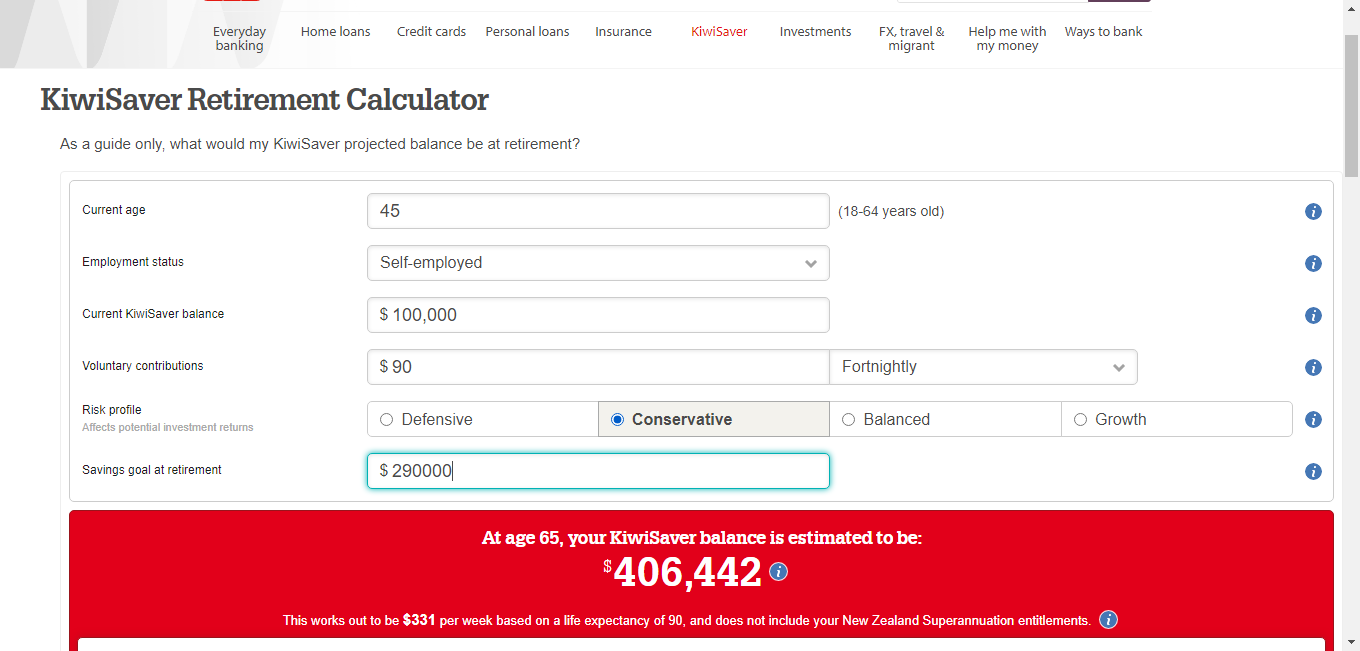 Everyday banking
Home loans
Credit cards
Personal loans
Insurance
KiwiSaver
Investments
FX, travel & migrant
Help me with my money
Ways to bank
KiwiSaver Retirement Calculator
As a guide only, what would my KiwiSaver projected balance be at retirement?
Current age
45
(18-64 years old)
Employment status
Self-employed
Current KiwiSaver balance
$ 100,000
Voluntary contributions
$ 90
Fortnightly
Risk profile
Affects potential investment returns
Defensive
Conservative
Balanced
Growth
Savings goal at retirement
$ 290000
At age 65, your KiwiSaver balance is estimated to be:
$406,442
This works out to be $331 per week based on a life expectancy of 90, and does not include your New Zealand Superannuation entitlements.